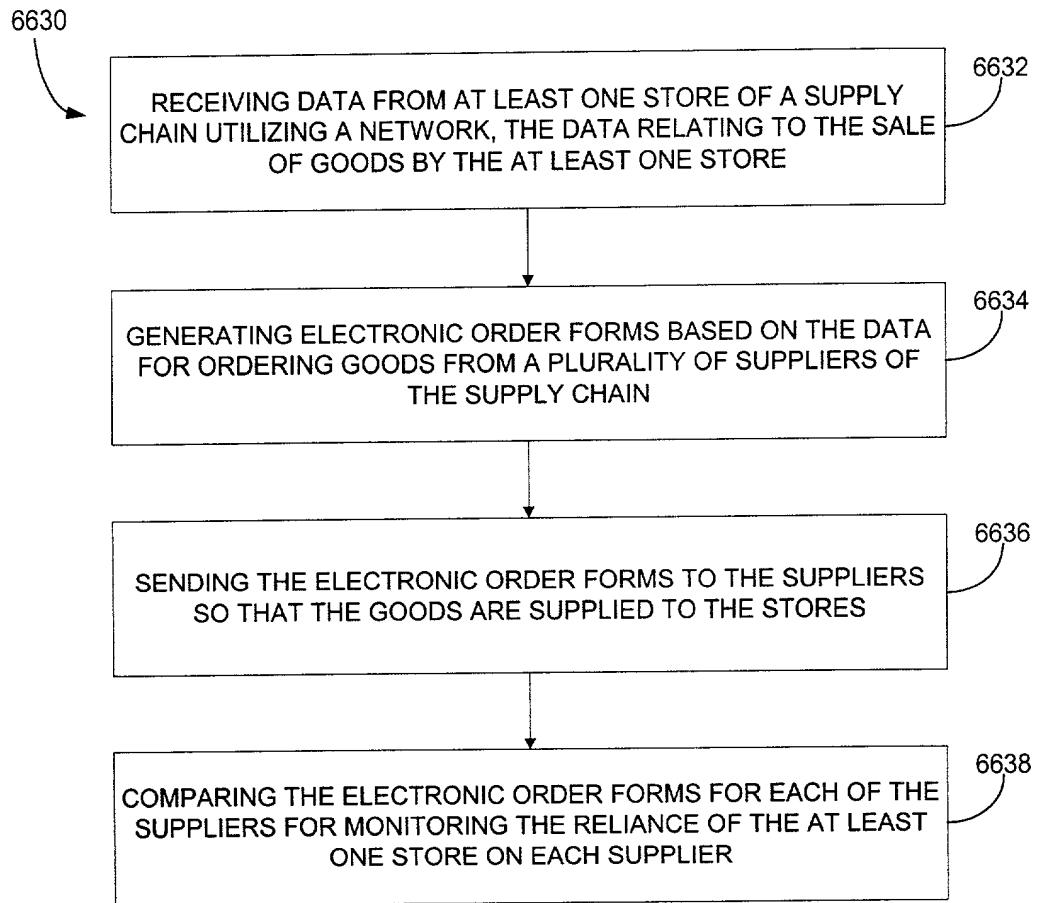 6630
6632
RECEIVING DATA FROM AT LEAST ONE STORE OF A SUPPLY
CHAIN UTILIZING A NETWORK, THE DATA RELATING TO THE SALE
OF GOODS BY THE AT LEAST ONE STORE
6634
GENERATING ELECTRONIC ORDER FORMS BASED ON THE DATA
FOR ORDERING GOODS FROM A PLURALITY OF SUPPLIERS OF
THE SUPPLY CHAIN
6636
SENDING THE ELECTRONIC ORDER FORMS TO THE SUPPLIERS
SO THAT THE GOODS ARE SUPPLIED TO THE STORES
6638
COMPARING THE ELECTRONIC ORDER FORMS FOR EACH OF THE
SUPPLIERS FOR MONITORING THE RELIANCE OF THE AT LEAST
ONE STORE ON EACH SUPPLIER